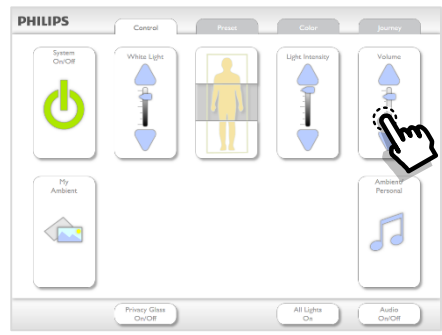 PHILIPS
Control
Preset
Color
Journey
System
On/Off
White Light
Light Intensity
Volume
My
Ambient
Ambient/
Personal
Privacy Glass
On/Off
All Lights
On
Audio
On/Off